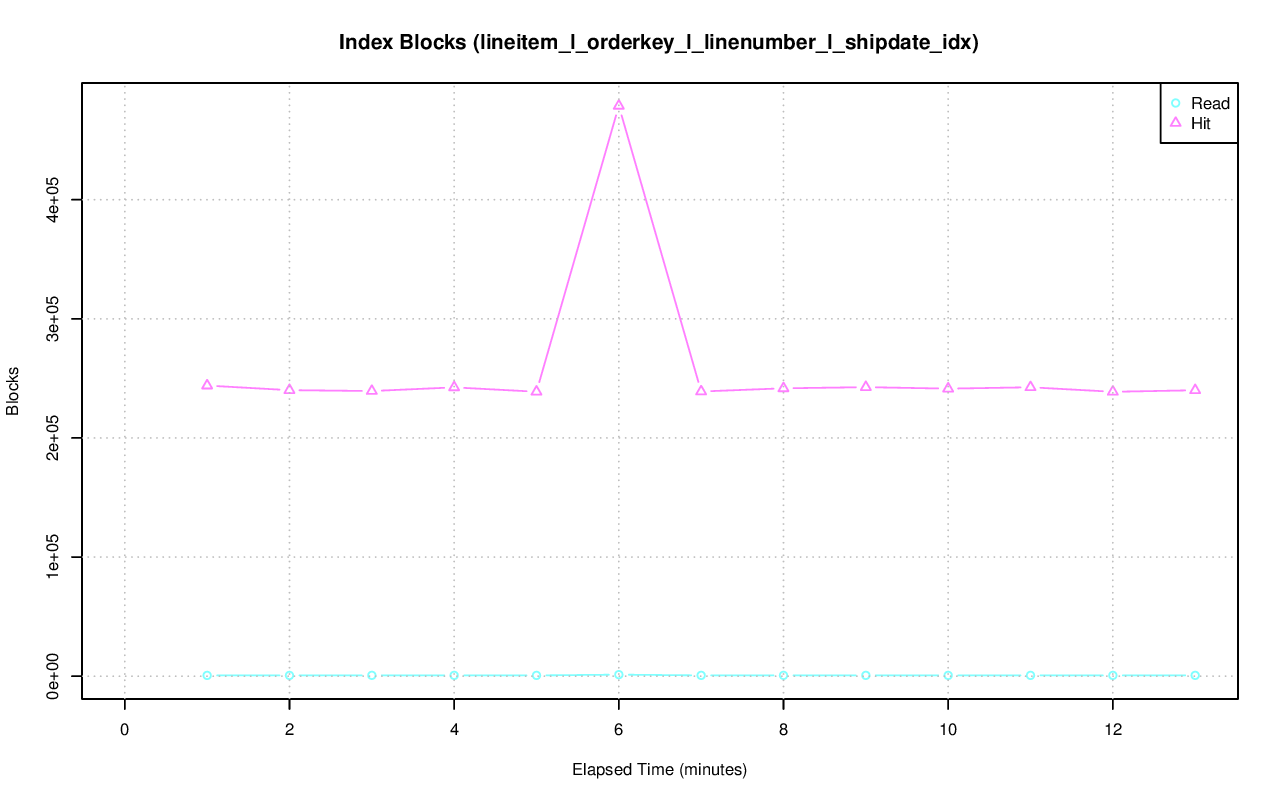 Index Blocks (lineitem_l_orderkey_l_linenumber_l_shipdate_idx)
Read
Hit
Blocks
4e+05
3e+05
2e+05
1e+05
0e+00
0 2 4 6 8 10 12
Elapsed Time (minutes)